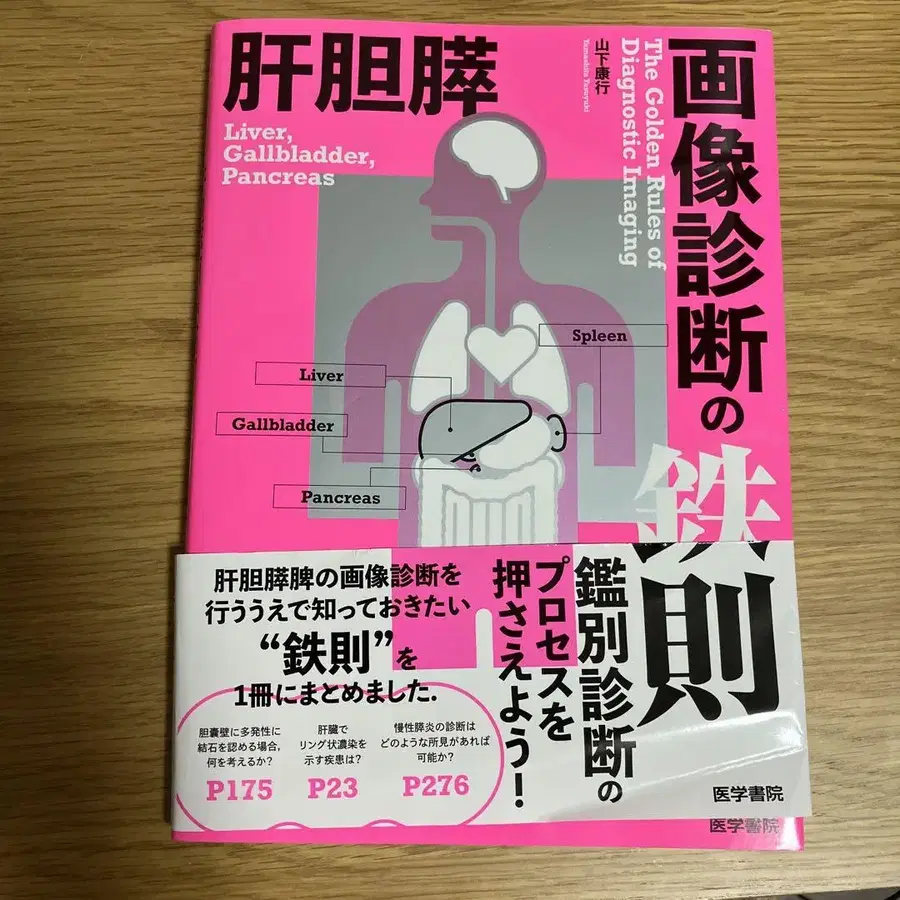 肝胆膵
Liver,
Gallbladder,
Pancreas
画像診断の
鉄則
The Golden Rules of
Diagnostic Imaging
山下康行
Yamashita Yasuyuki
Spleen
Liver
Gallbladder
Pancreas
鑑別診断の
プロセスを
押さえよう!
肝胆膵脾の画像診断を
行ううえで知っておきたい
“鉄則”を
1冊にまとめました.
胆嚢壁に多発性に
結石を認める場合,
何を考えるか?
P175
肝臓で
リング状濃染を
示す疾患は?
P23
慢性膵炎の診断は
どのような所見があれば
可能か?
P276
医学書院
医学書院